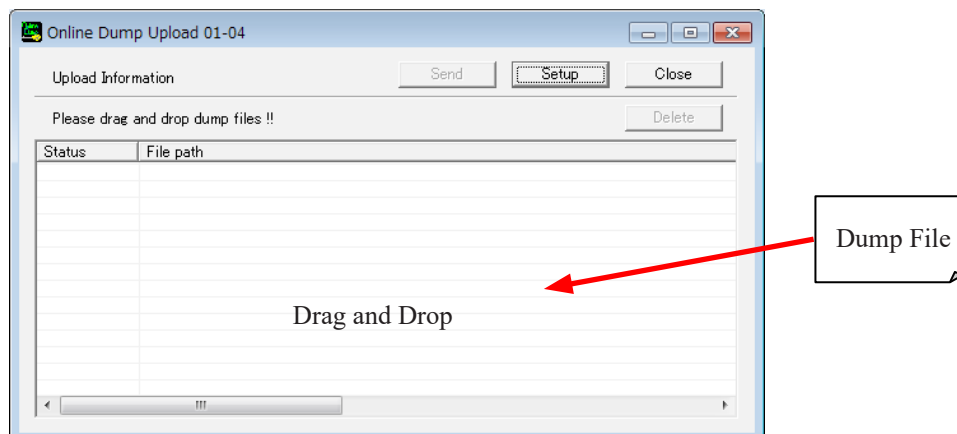 Online Dump Upload 01-04
Upload Information
Send
Setup
Close
Please drag and drop dump files !!
Delete
Status
File path
Dump File
Drag and Drop